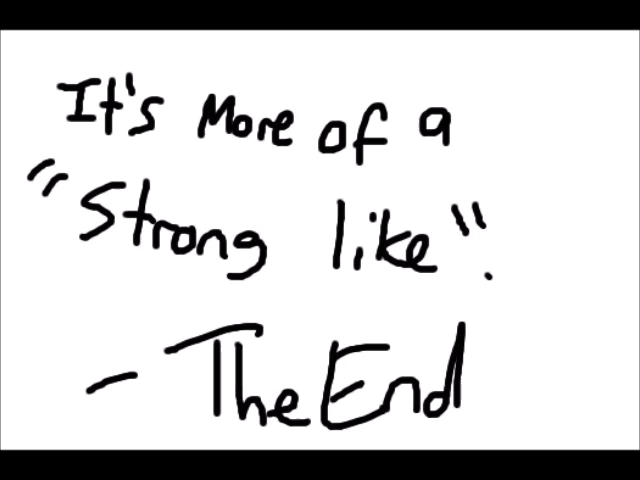 It's More of a
"Strong like".
- The End